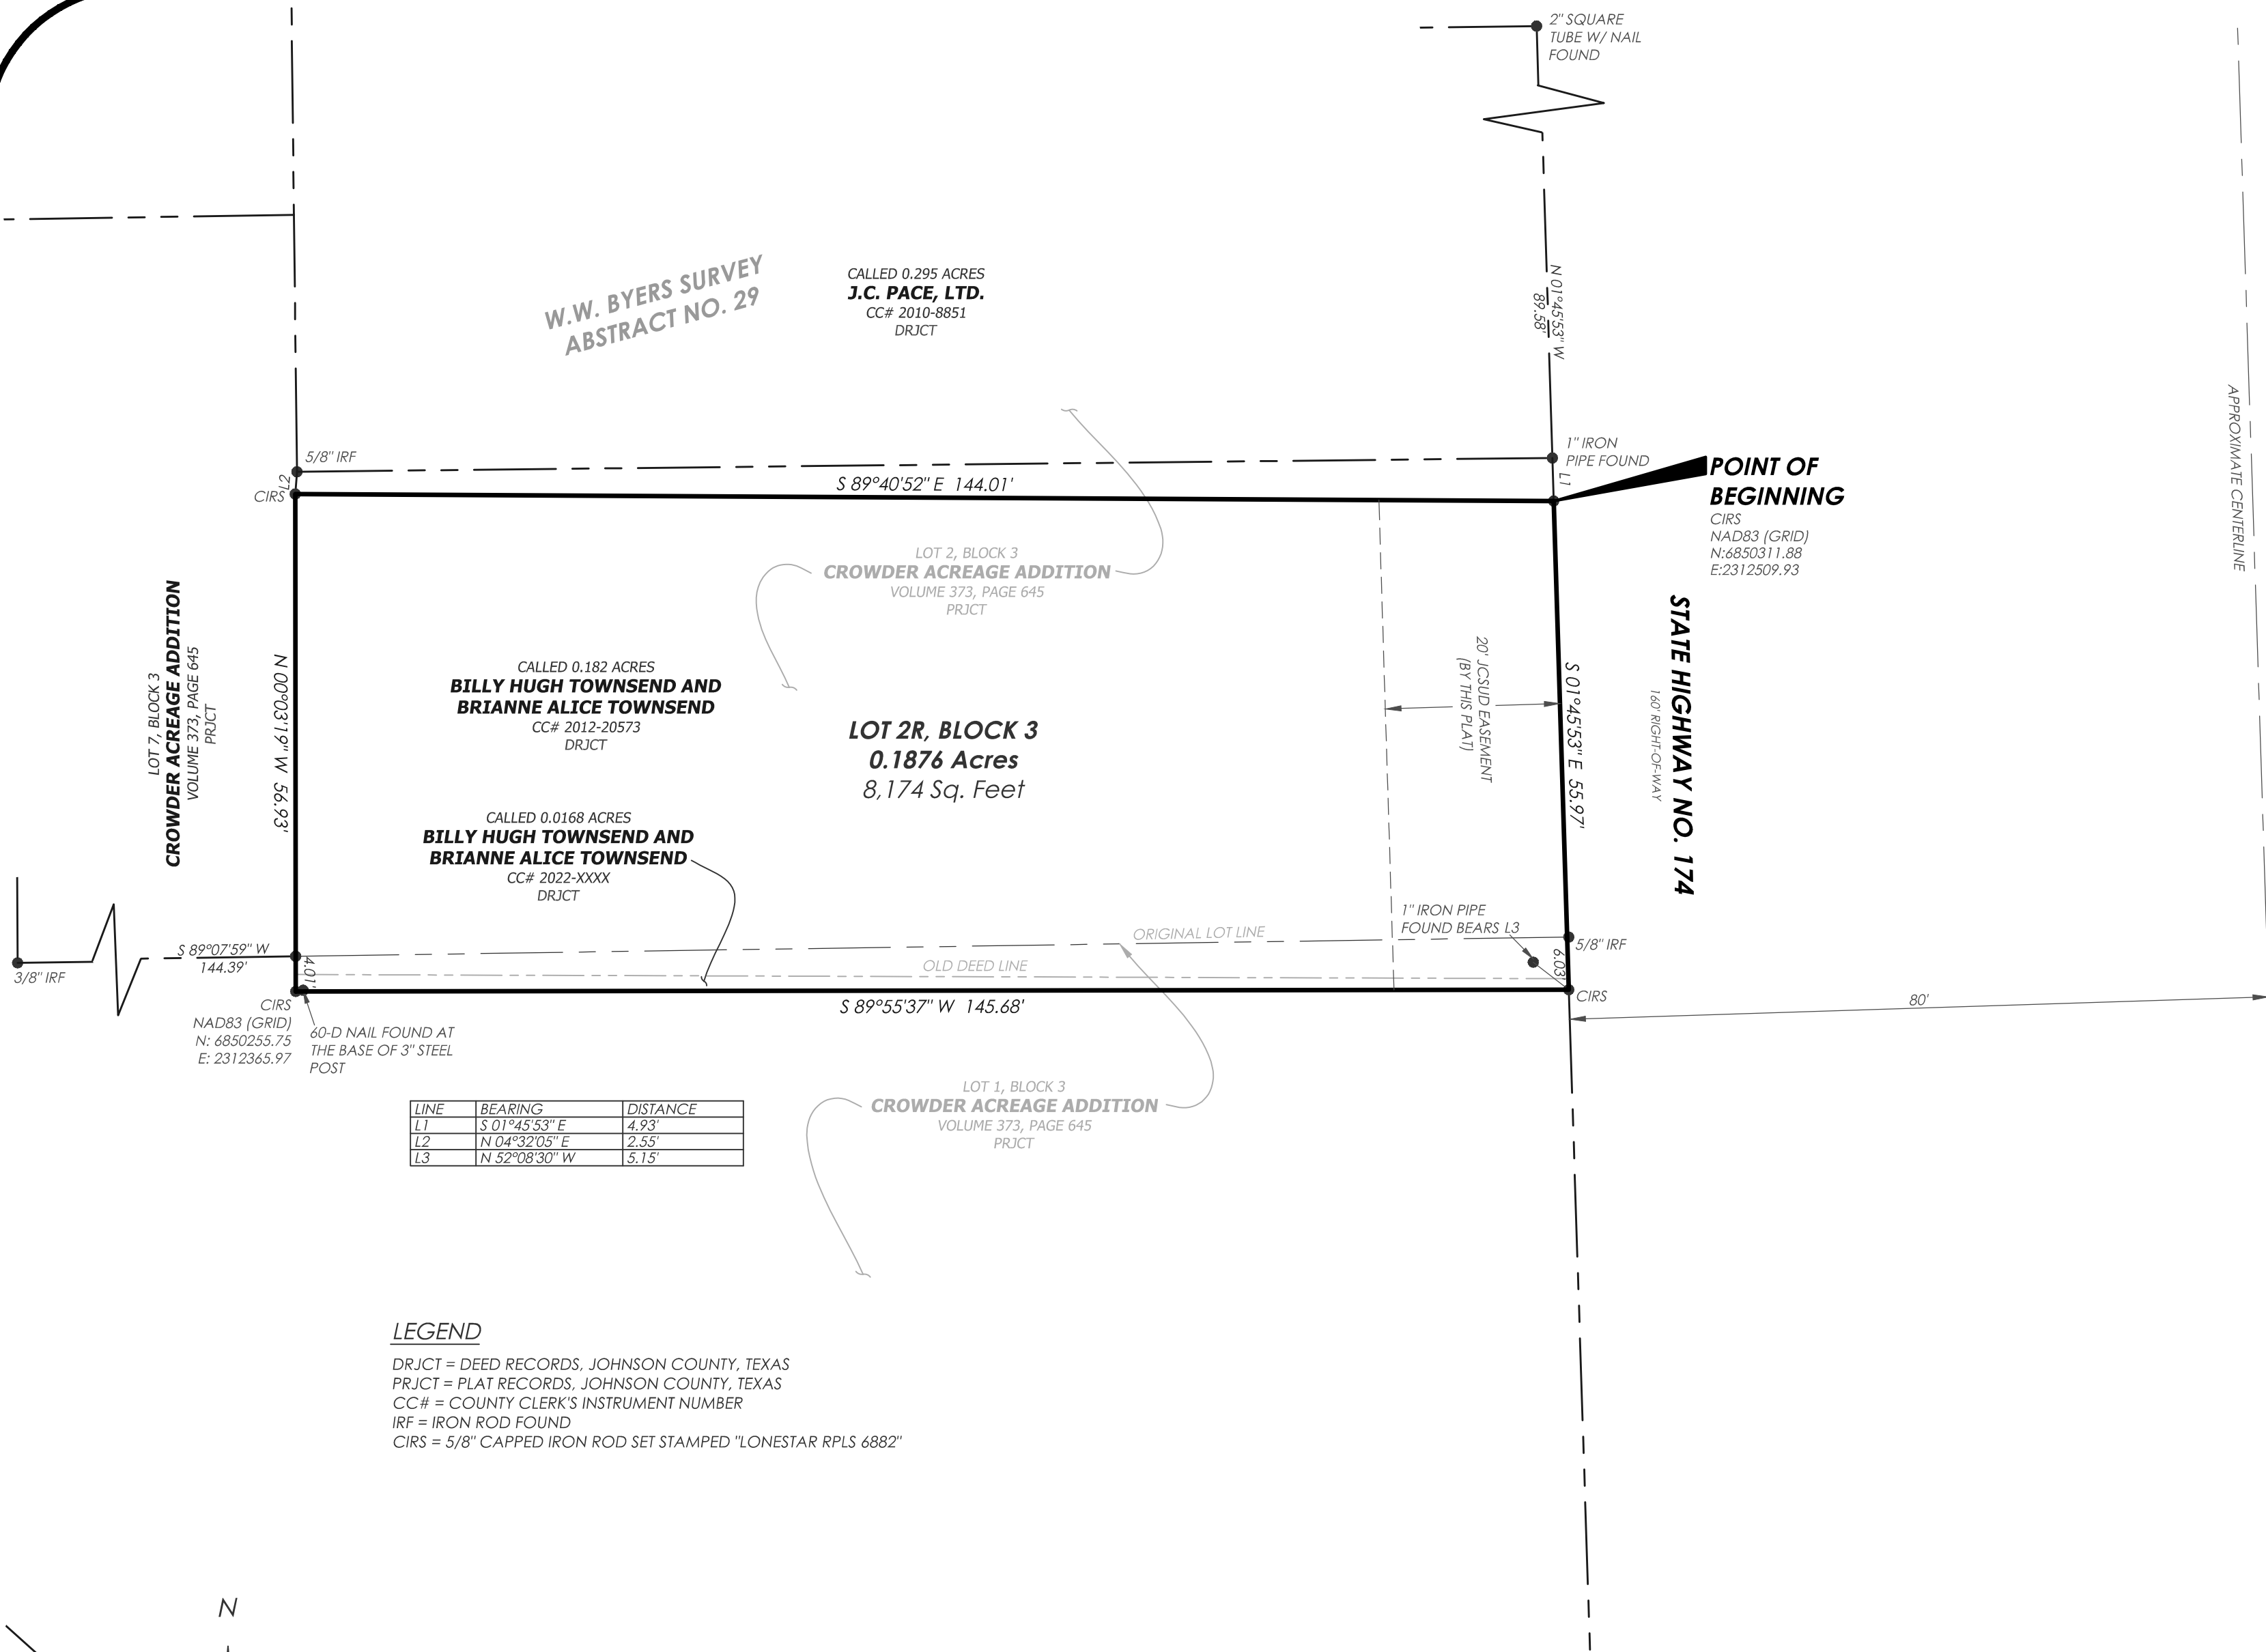 2" SQUARE
TUBE W/ NAIL
FOUND
W.W. BYERS SURVEY
ABSTRACT NO. 29
CALLED 0.295 ACRES
J.C. PACE, LTD.
CC# 2010-8851
DRJCT
N 01°45'53" W
89.58'
APPROXIMATE CENTERLINE
5/8" IRF
L2
CIRS
S 89°40'52" E 144.01'
1" IRON
PIPE FOUND
L1
POINT OF
BEGINNING
CIRS
NAD83 (GRID)
N:6850311.88
E:2312509.93
LOT 2, BLOCK 3
CROWDER ACREAGE ADDITION
VOLUME 373, PAGE 645
PRJCT
LOT 7, BLOCK 3
CROWDER ACREAGE ADDITION
VOLUME 373, PAGE 645
PRJCT
N 00°03'19" W 56.93'
CALLED 0.182 ACRES
BILLY HUGH TOWNSEND AND
BRIANNE ALICE TOWNSEND
CC# 2012-20573
DRJCT
LOT 2R, BLOCK 3
0.1876 Acres
8,174 Sq. Feet
20' JCSUD EASEMENT
(BY THIS PLAT)
S 01°45'53" E 55.97'
STATE HIGHWAY NO. 174
160' RIGHT-OF-WAY
CALLED 0.0168 ACRES
BILLY HUGH TOWNSEND AND
BRIANNE ALICE TOWNSEND
CC# 2022-XXXX
DRJCT
1" IRON PIPE
FOUND BEARS L3
ORIGINAL LOT LINE
5/8" IRF
6.03'
S 89°07'59" W
144.39'
3/8" IRF
4.01'
OLD DEED LINE
CIRS
80'
S 89°55'37" W 145.68'
CIRS
NAD83 (GRID)
N: 6850255.75
E: 2312365.97
60-D NAIL FOUND AT
THE BASE OF 3" STEEL
POST
LOT 1, BLOCK 3
CROWDER ACREAGE ADDITION
VOLUME 373, PAGE 645
PRJCT
LINE BEARING DISTANCE
L1 S 01°45'53" E 4.93'
L2 N 04°32'05" E 2.55'
L3 N 52°08'30" W 5.15'
LEGEND
DRJCT = DEED RECORDS, JOHNSON COUNTY, TEXAS
PRJCT = PLAT RECORDS, JOHNSON COUNTY, TEXAS
CC# = COUNTY CLERK'S INSTRUMENT NUMBER
IRF = IRON ROD FOUND
CIRS = 5/8" CAPPED IRON ROD SET STAMPED "LONESTAR RPLS 6882"
N